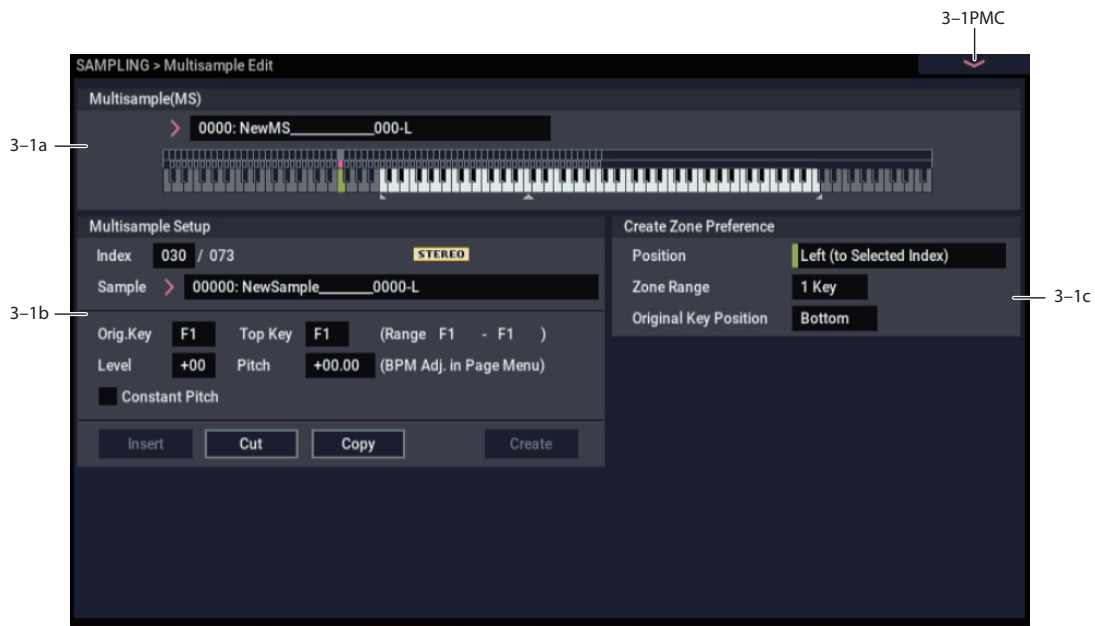 3–1PMC
SAMPLING > Multisample Edit
Multisample(MS)
0000: NewMS____________000-L
3–1a
Multisample Setup
Index 030 / 073 STEREO
Sample 00000: NewSample_______0000-L
3–1b
Orig.Key F1 Top Key F1 (Range F1 - F1 )
Level +00 Pitch +00.00 (BPM Adj. in Page Menu)
Constant Pitch
Insert Cut Copy Create
Create Zone Preference
Position Left (to Selected Index)
Zone Range 1 Key
3–1c
Original Key Position Bottom